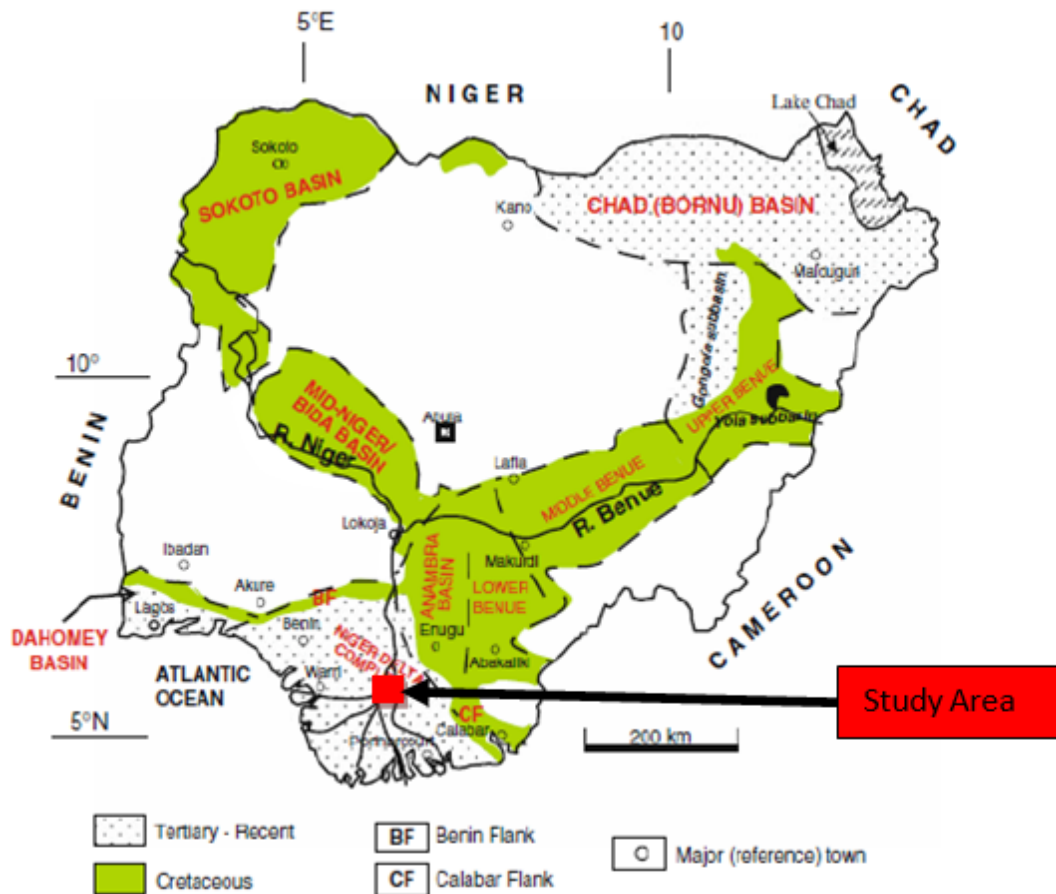 5°E
10
NIGER
CHAD
Lake Chad
Sokoto
SOKOTO BASIN
Kano
CHAD (BORNU) BASIN
Maiduguri
Gongola subbasin
10°
BENIN
MID-NIGER/
BIDA BASIN
R. Niger
Abuja
UPPER BENUE
Yola subbasin
Lafia
MIDDLE BENUE
R. Benue
Lokoja
Makurdi
Ibadan
ANAMBRA
BASIN
LOWER
BENUE
CAMEROON
Akure
BF
Lagos
Benin
Enugu
Abakaliki
DAHOMEY
BASIN
NIGER DELTA
ATLANTIC
OCEAN
Warri
Study Area
5°N
CF
Calabar
200 km
Tertiary - Recent
BF
Benin Flank
Major (reference) town
Cretaceous
CF
Calabar Flank